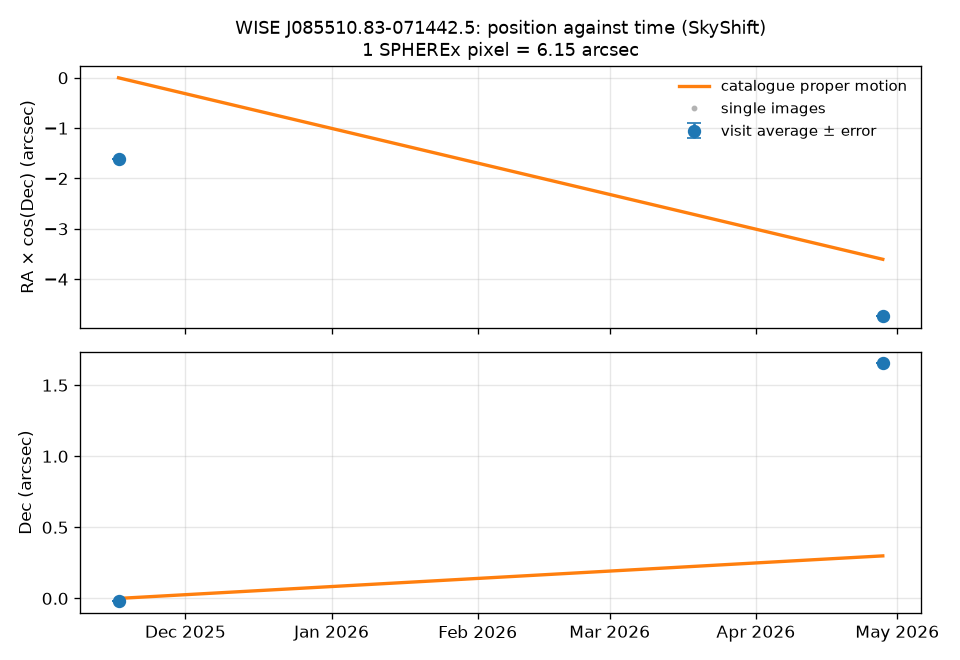 WISE J085510.83-071442.5: position against time (SkyShift)
1 SPHEREx pixel = 6.15 arcsec
RA × cos(Dec) (arcsec)
0
−1
−2
−3
−4
catalogue proper motion
single images
visit average ± error
Dec (arcsec)
1.5
1.0
0.5
0.0
Dec 2025
Jan 2026
Feb 2026
Mar 2026
Apr 2026
May 2026